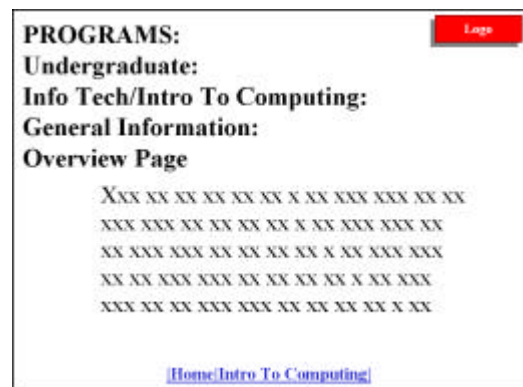 PROGRAMS:
Logo
Undergraduate:
Info Tech/Intro To Computing:
General Information:
Overview Page
Xxx xx xx xx xx xx x xx xxx xxx xx xx
xxx xxx xx xx xx xx x xx xxx xxx xx
xx xxx xxx xx xx xx xx x xx xxx xxx
xx xx xxx xxx xx xx xx xx x xx xxx
xxx xx xx xxx xxx xx xx xx xx x xx
|Home|Intro To Computing|